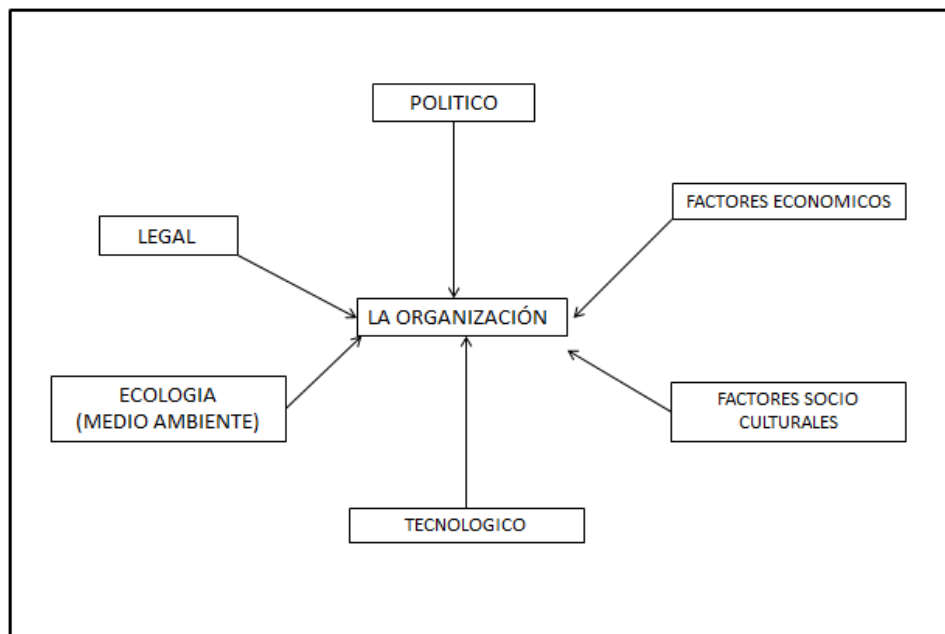 POLITICO
FACTORES ECONOMICOS
LEGAL
LA ORGANIZACIÓN
ECOLOGIA
(MEDIO AMBIENTE)
FACTORES SOCIO
CULTURALES
TECNOLOGICO